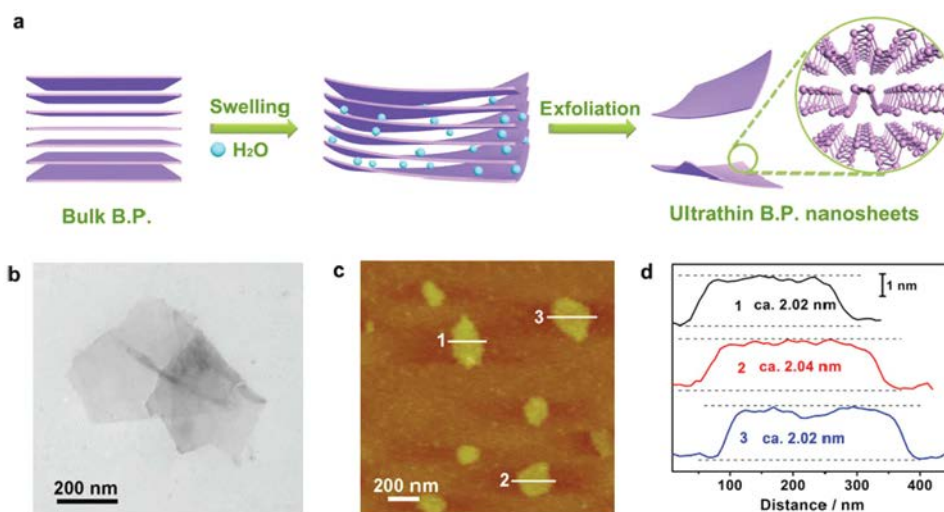 a
Swelling
H₂O
Exfoliation
Bulk B.P.
Ultrathin B.P. nanosheets
b
200 nm
c
1
3
2
200 nm
d
1 nm
1 ca. 2.02 nm
2 ca. 2.04 nm
3 ca. 2.02 nm
100 200 300 400
Distance / nm